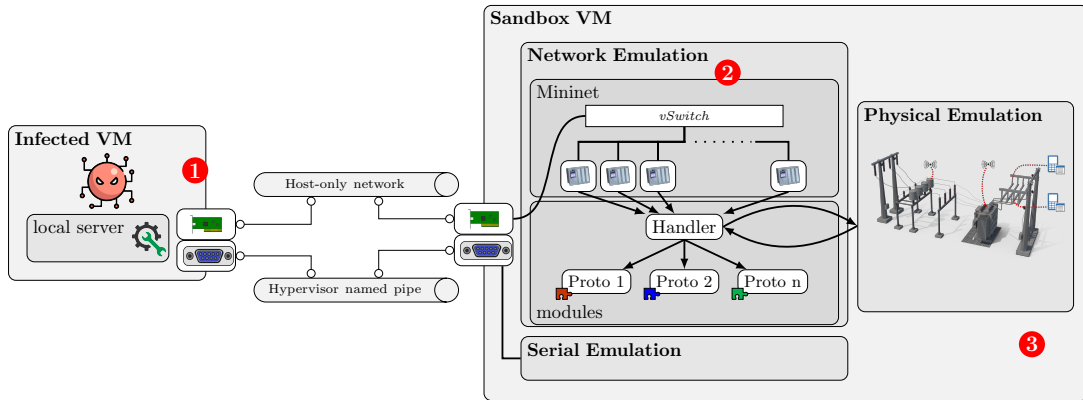 Sandbox VM
Network Emulation
2
Mininet
vSwitch
Physical Emulation
Infected VM
1
local server
Host-only network
Hypervisor named pipe
Handler
Proto 1
Proto 2
Proto n
modules
Serial Emulation
3